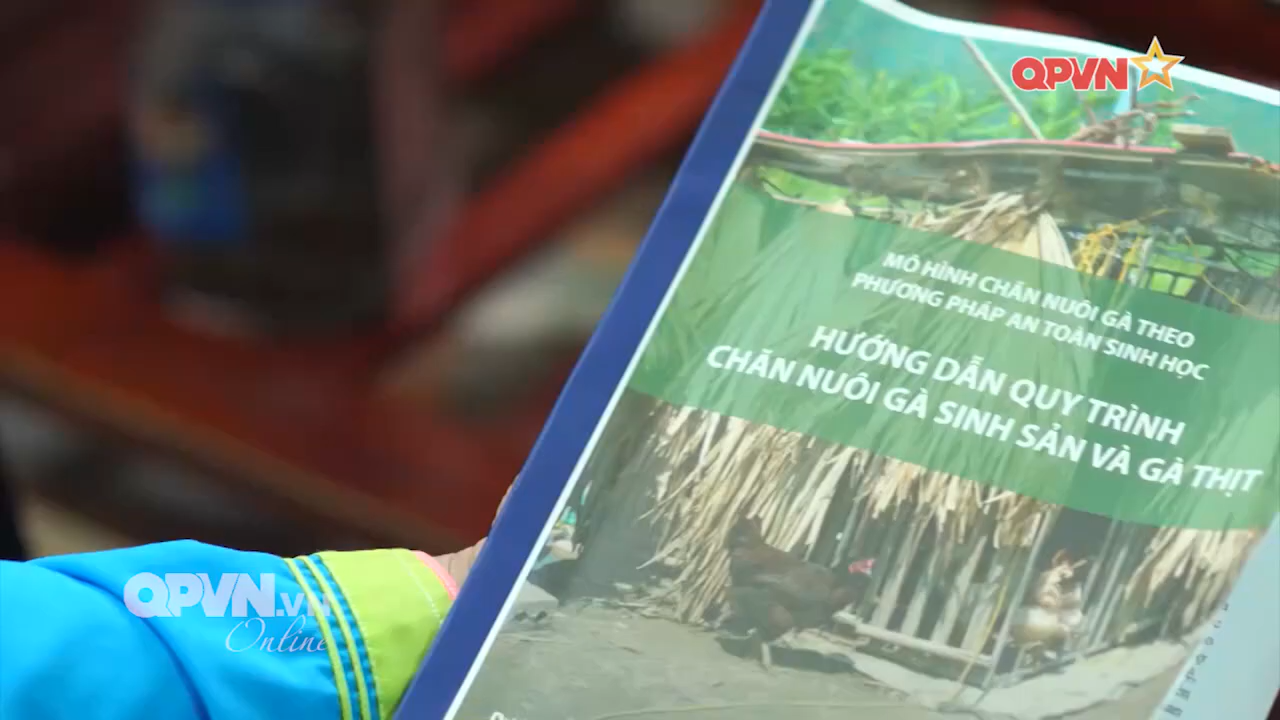 QPVN
MÔ HÌNH CHĂN NUÔI GÀ THEO
PHƯƠNG PHÁP AN TOÀN SINH HỌC
HƯỚNG DẪN QUY TRÌNH
CHĂN NUÔI GÀ SINH SẢN VÀ GÀ THỊT
QPVN.VN
Online